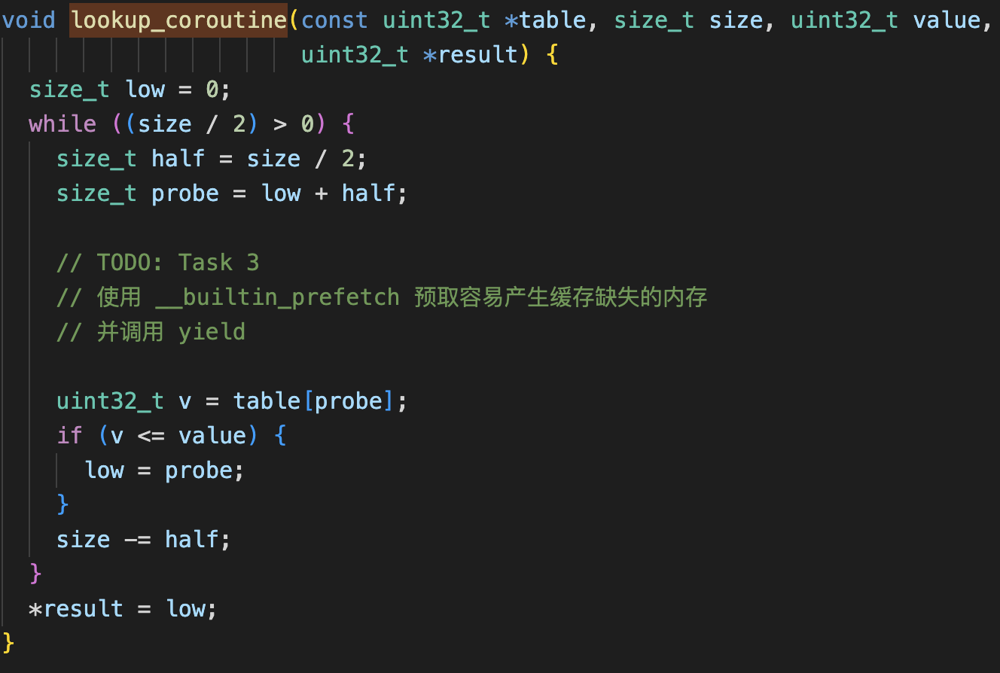 void lookup_coroutine(const uint32_t *table, size_t size, uint32_t value,
                      uint32_t *result) {
  size_t low = 0;
  while ((size / 2) > 0) {
    size_t half = size / 2;
    size_t probe = low + half;

    // TODO: Task 3
    // 使用 __builtin_prefetch 预取容易产生缓存缺失的内存
    // 并调用 yield

    uint32_t v = table[probe];
    if (v <= value) {
      low = probe;
    }
    size -= half;
  }
  *result = low;
}